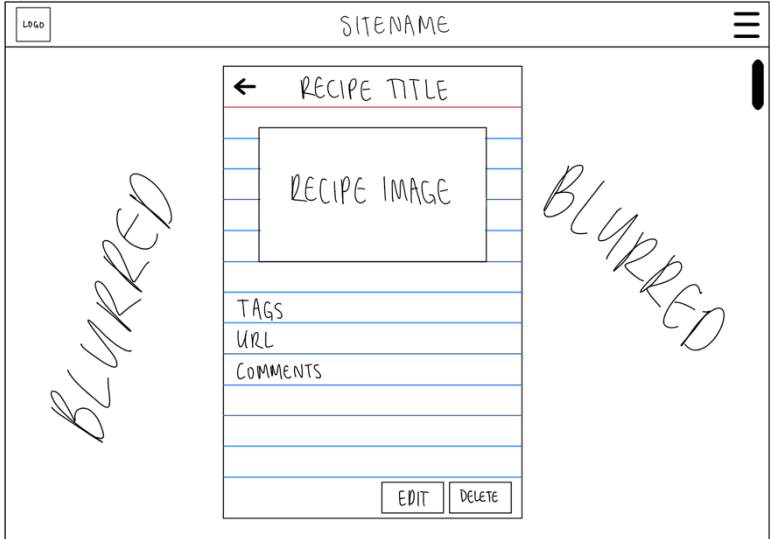 LOGO
SITENAME
RECIPE TITLE
RECIPE IMAGE
BLURRED
BLURRED
TAGS
URL
COMMENTS
EDIT
DELETE